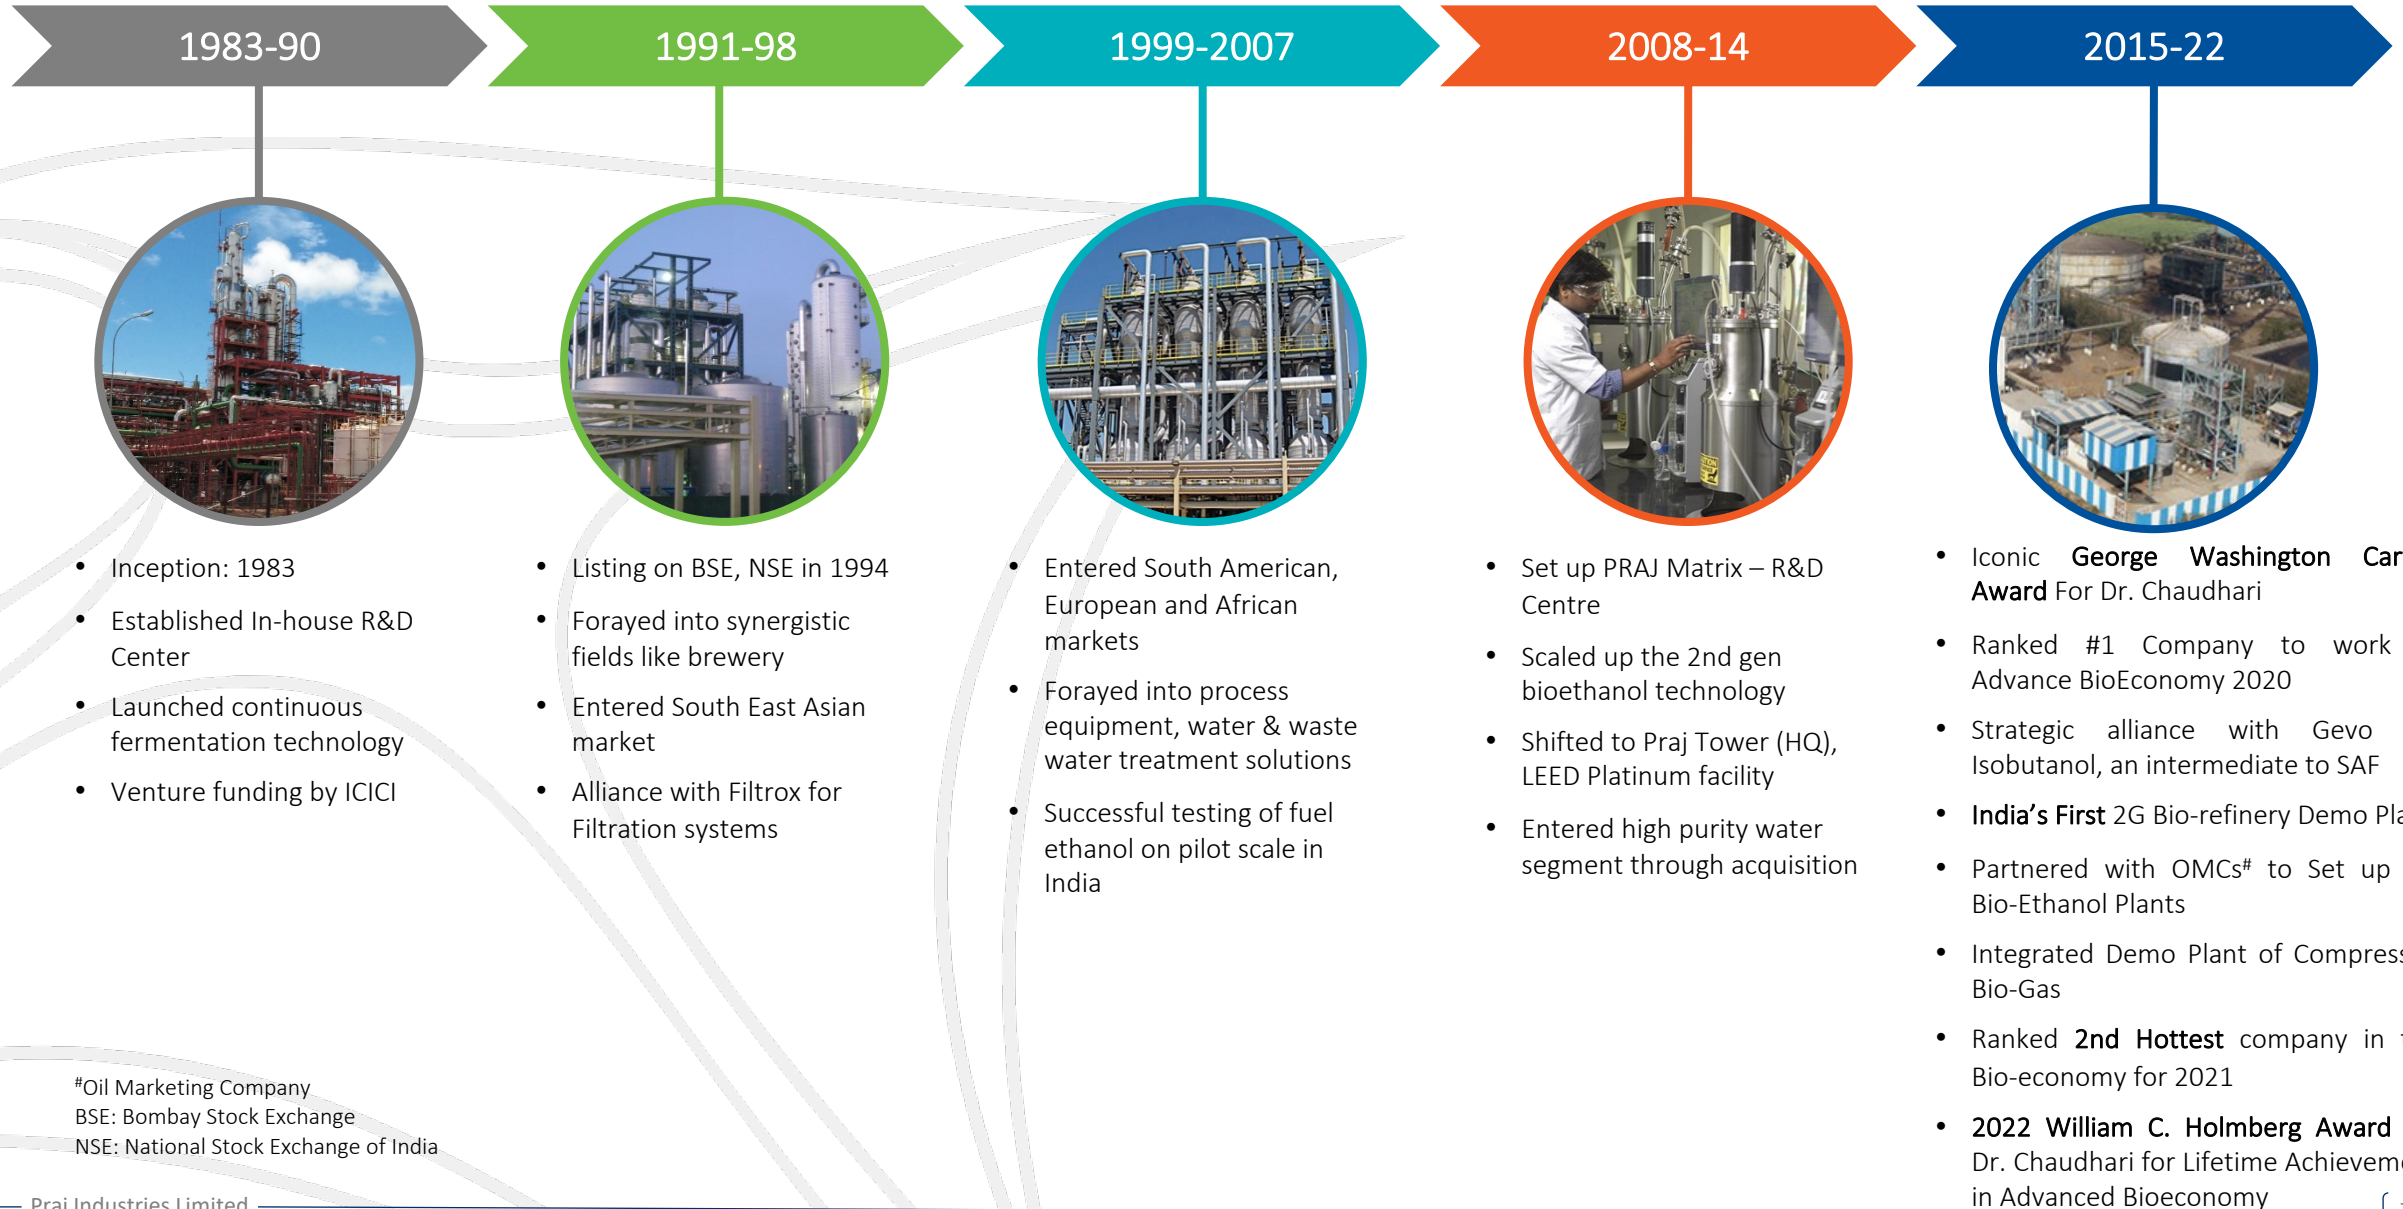 1983-90
1991-98
1999-2007
2008-14
2015-22
• Inception: 1983
• Established In-house R&D
Center
• Launched continuous
fermentation technology
• Venture funding by ICICI
• Listing on BSE, NSE in 1994
• Forayed into synergistic
fields like brewery
• Entered South East Asian
market
• Alliance with Filtrox for
Filtration systems
• Entered South American,
European and African
markets
• Forayed into process
equipment, water & waste
water treatment solutions
• Successful testing of fuel
ethanol on pilot scale in
India
• Set up PRAJ Matrix – R&D
Centre
• Scaled up the 2nd gen
bioethanol technology
• Shifted to Praj Tower (HQ),
LEED Platinum facility
• Entered high purity water
segment through acquisition
• Iconic George Washington Car
Award For Dr. Chaudhari
• Ranked #1 Company to work
Advance BioEconomy 2020
• Strategic alliance with Gevo
Isobutanol, an intermediate to SAF
• India’s First 2G Bio-refinery Demo Pla
• Partnered with OMCs# to Set up
Bio-Ethanol Plants
• Integrated Demo Plant of Compress
Bio-Gas
• Ranked 2nd Hottest company in
Bio-economy for 2021
• 2022 William C. Holmberg Award
Dr. Chaudhari for Lifetime Achieveme
in Advanced Bioeconomy
#Oil Marketing Company
BSE: Bombay Stock Exchange
NSE: National Stock Exchange of India
Praj Industries Limited